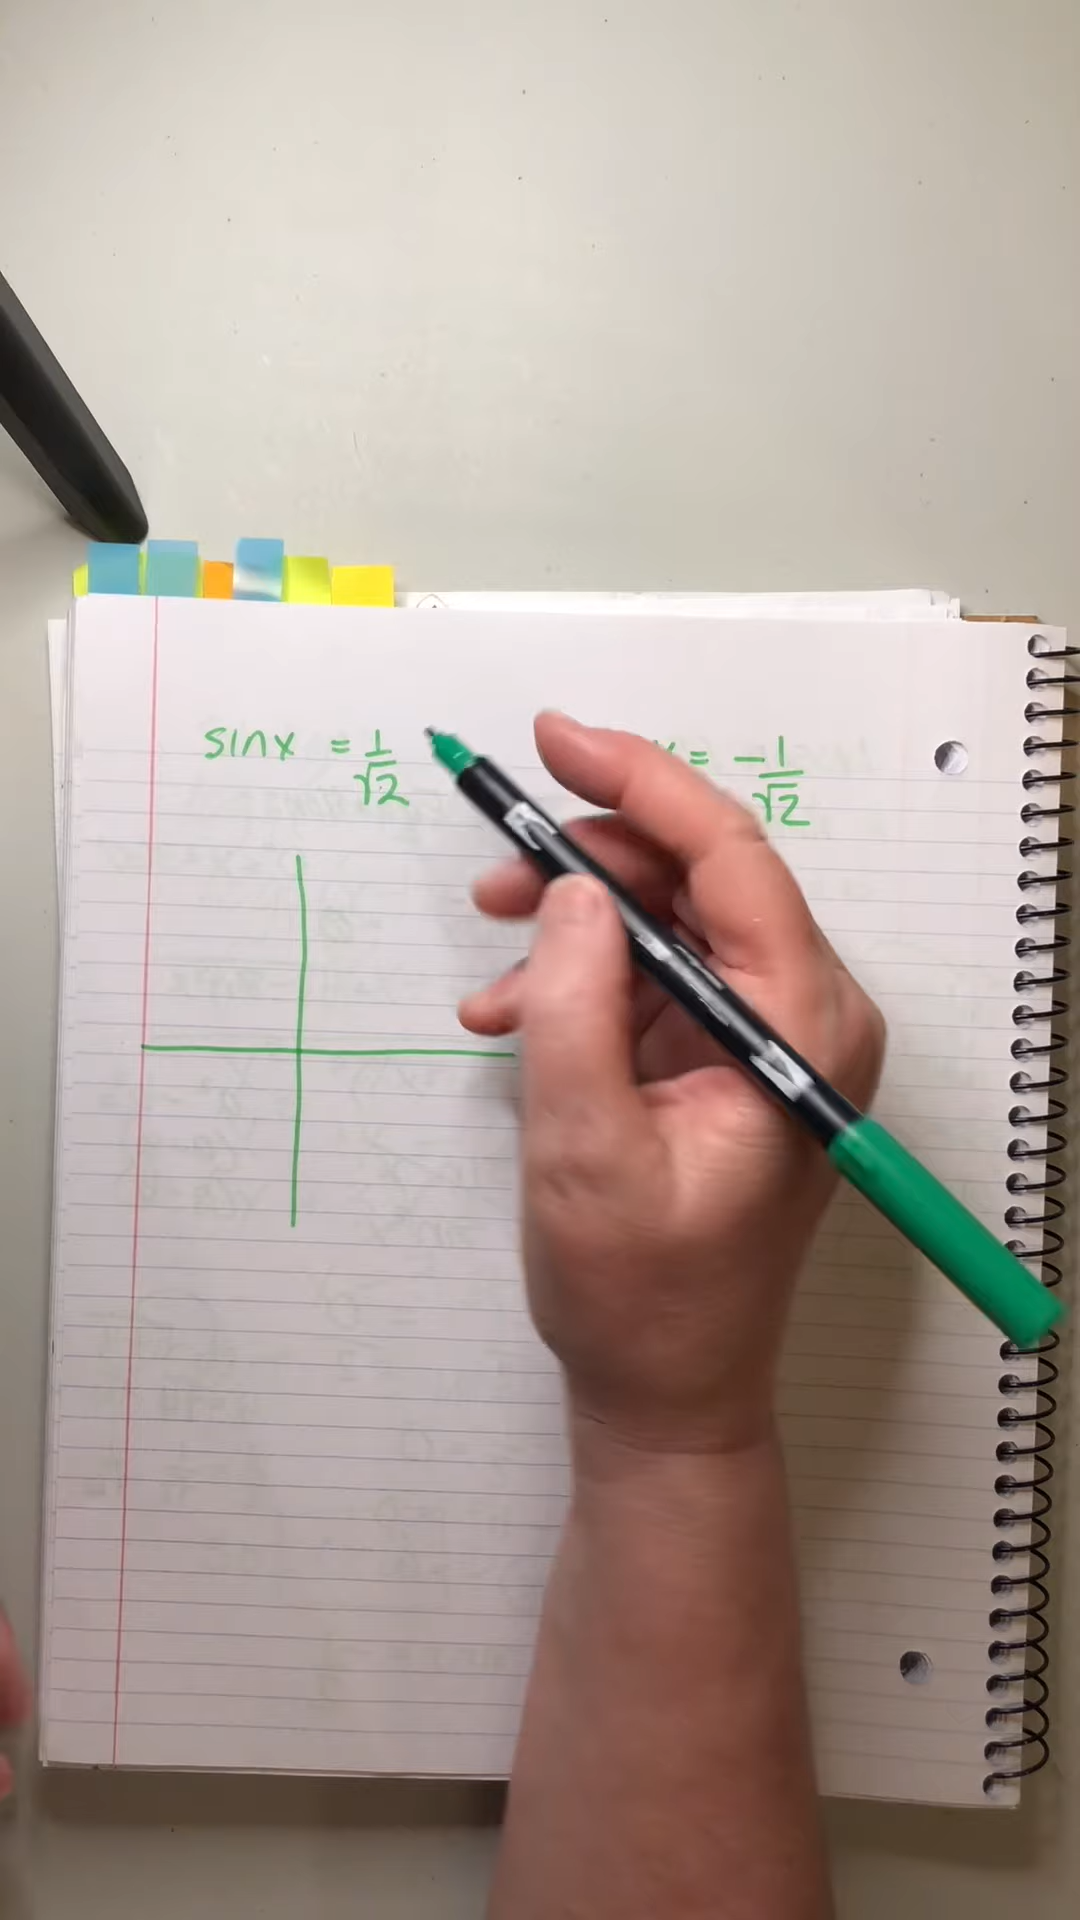 sinx = 1/√2
x = -1/√2